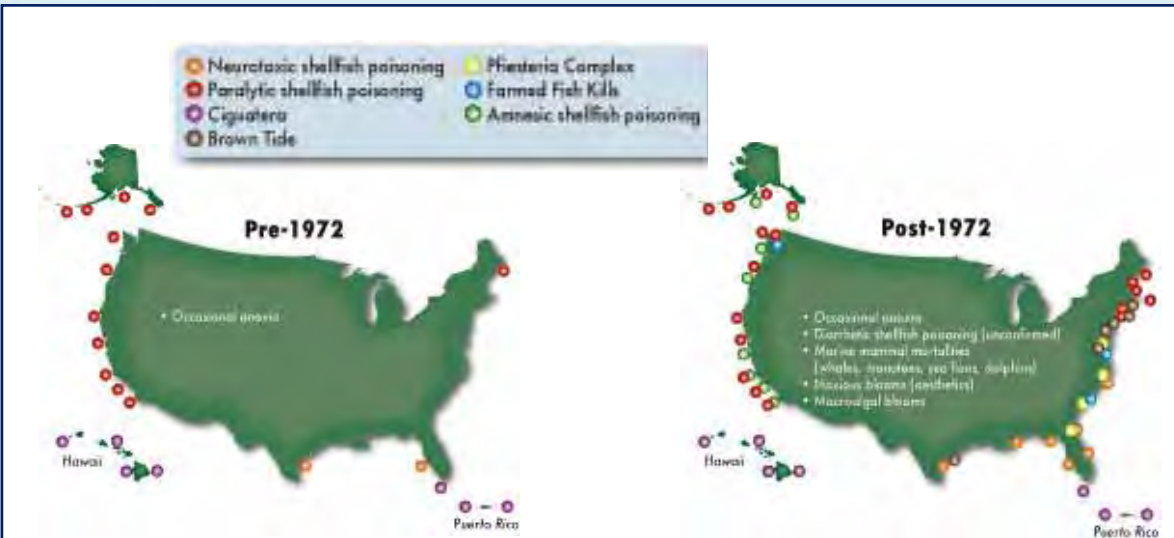 Neurotoxic shellfish poisoning
Paralytic shellfish poisoning
Ciguatera
Brown Tide
Pfiesteria Complex
Farmed Fish Kills
Amnesic shellfish poisoning
Pre-1972
• Occasional anoxia
Hawaii
Puerto Rico
Post-1972
• Occasional anoxia
• Diarrhetic shellfish poisoning (unconfirmed)
• Marine mammal mortalities
(whales, manatees, sea lions, dolphins)
• Noxious blooms (aesthetics)
• Macroalgal blooms
Hawaii
Puerto Rico